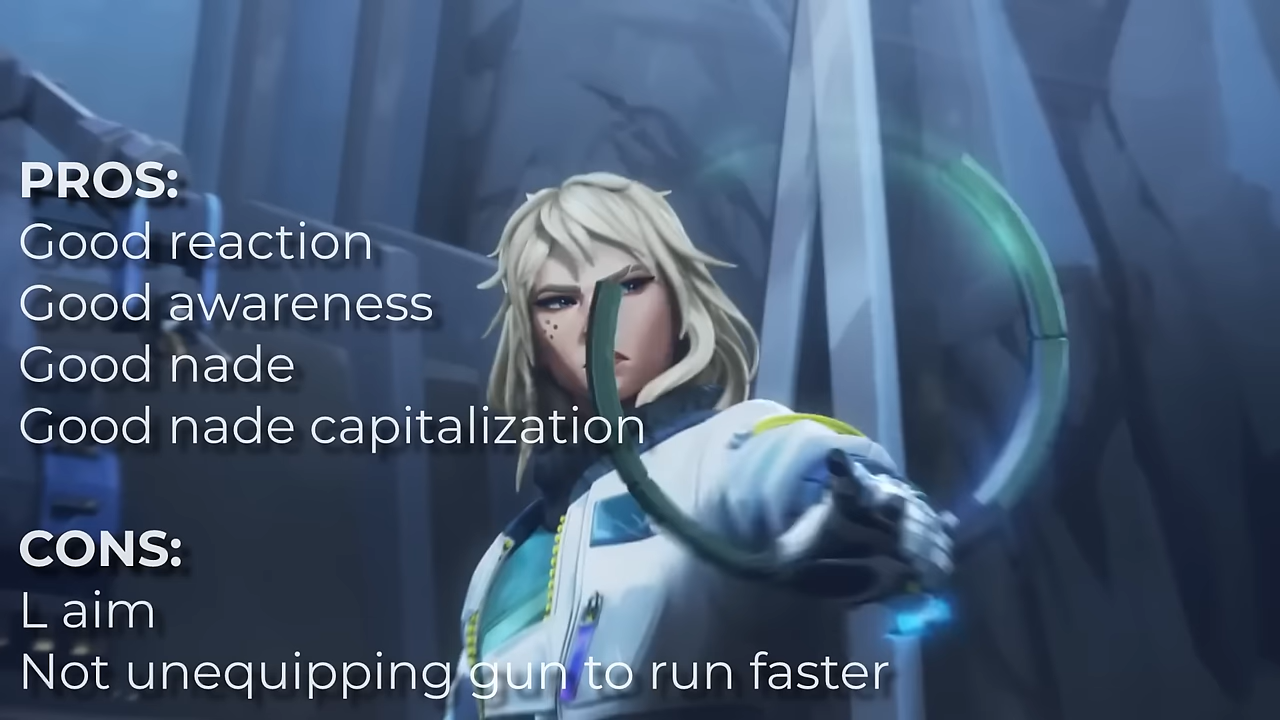 PROS:
Good reaction
Good awareness
Good nade
Good nade capitalization
CONS:
L aim
Not unequipping gun to run faster